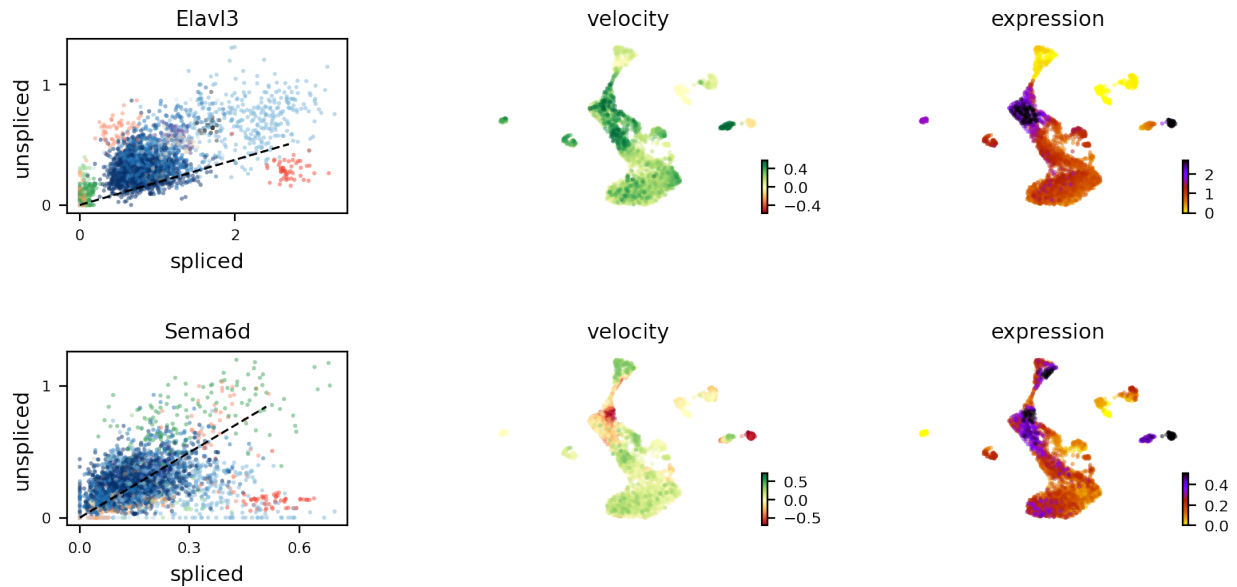 Elavl3
velocity
expression
unspliced
1
0
0
2
spliced
0.4
0.0
−0.4
2
1
0
Sema6d
velocity
expression
unspliced
1
0
0.0
0.3
0.6
spliced
0.5
0.0
−0.5
0.4
0.2
0.0